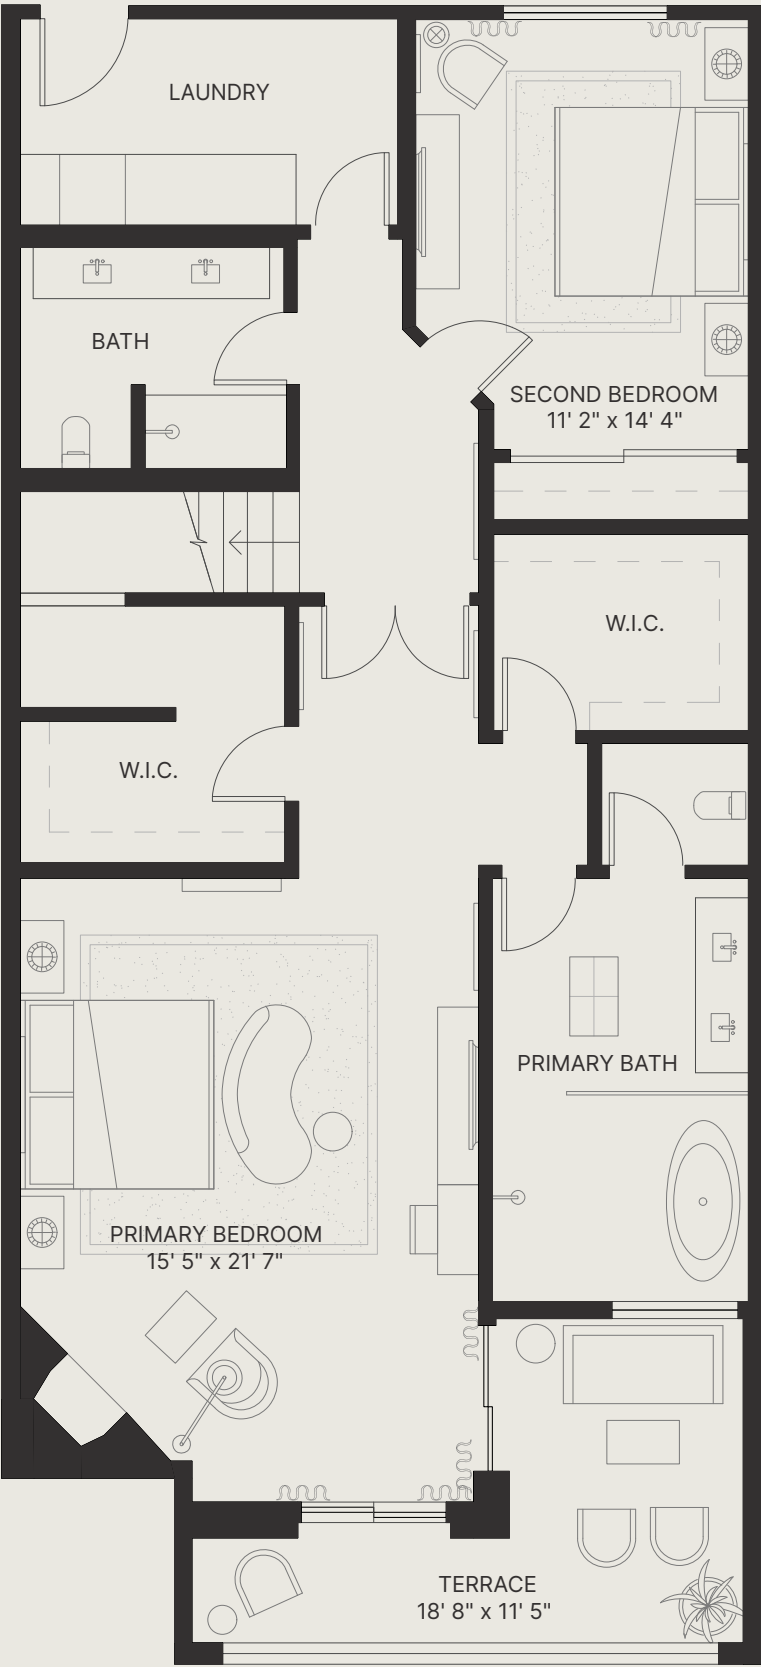 LAUNDRY
BATH
SECOND BEDROOM
11' 2" x 14' 4"
W.I.C.
W.I.C.
PRIMARY BATH
PRIMARY BEDROOM
15' 5" x 21' 7"
TERRACE
18' 8" x 11' 5"